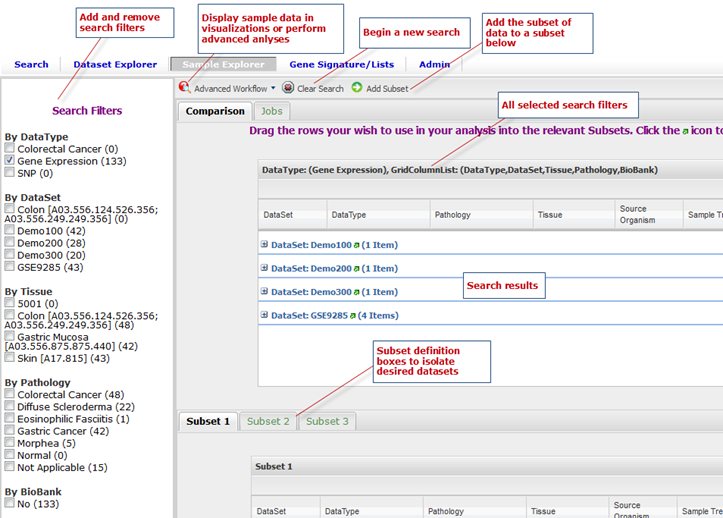 Add and remove
search filters
Display sample data in
visualizations or perform
advanced anlyses
Begin a new search
Add the subset of
data to a subset
below
Search
Dataset Explorer
Sample Explorer
Gene Signature/Lists
Admin
Advanced Workflow
Clear Search
Add Subset
Search Filters
By DataType
Colorectal Cancer (0)
Gene Expression (133)
SNP (0)
By DataSet
Colon [A03.556.124.526.356;
A03.556.249.249.356] (0)
Demo100 (42)
Demo200 (28)
Demo300 (20)
GSE9285 (43)
By Tissue
5001 (0)
Colon [A03.556.124.526.356;
A03.556.249.249.356] (48)
Gastric Mucosa
[A03.556.875.875.440] (42)
Skin [A17.815] (43)
By Pathology
Colorectal Cancer (48)
Diffuse Scleroderma (22)
Eosinophilic Fasciitis (1)
Gastric Cancer (42)
Morphea (5)
Normal (0)
Not Applicable (15)
By BioBank
No (133)
Comparison
Jobs
All selected search filters
Drag the rows your wish to use in your analysis into the relevant Subsets. Click the icon to
DataType: (Gene Expression), GridColumnList: (DataType,DataSet,Tissue,Pathology,BioBank)
DataSet
DataType
Pathology
Tissue
Source
Organism
Sample Tre
DataSet: Demo100 (1 Item)
DataSet: Demo200 (1 Item)
DataSet: Demo300 (1 Item)
DataSet: GSE9285 (4 Items)
Search results
Subset definition
boxes to isolate
desired datasets
Subset 1
Subset 2
Subset 3
Subset 1
DataSet
DataType
Pathology
Tissue
Source
Organism
Sample Tre